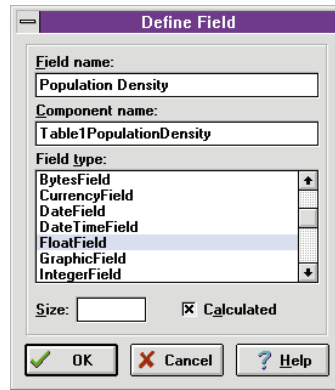 Define Field
Field name:
Population Density
Component name:
Table1PopulationDensity
Field type:
BytesField
CurrencyField
DateField
DateTimeField
FloatField
GraphicField
IntegerField
Size:
Calculated
OK
Cancel
Help